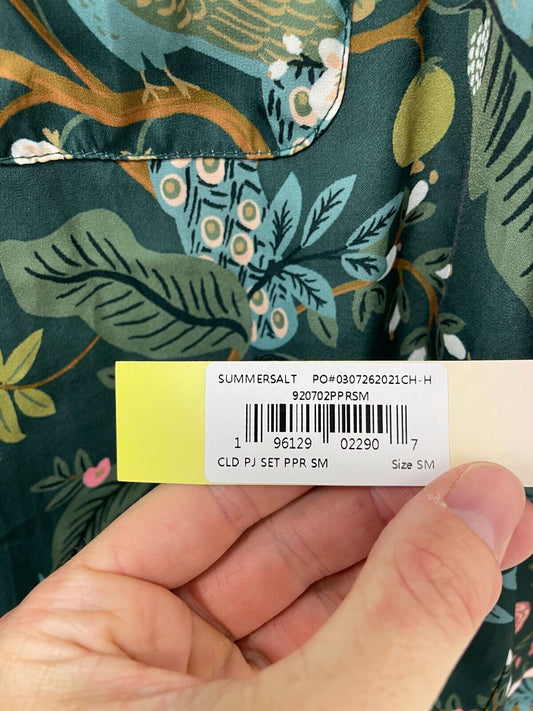 SUMMERSALT PO#0307262021CH-H
920702PPRSM
1 96129 02290 7
CLD PJ SET PPR SM Size SM